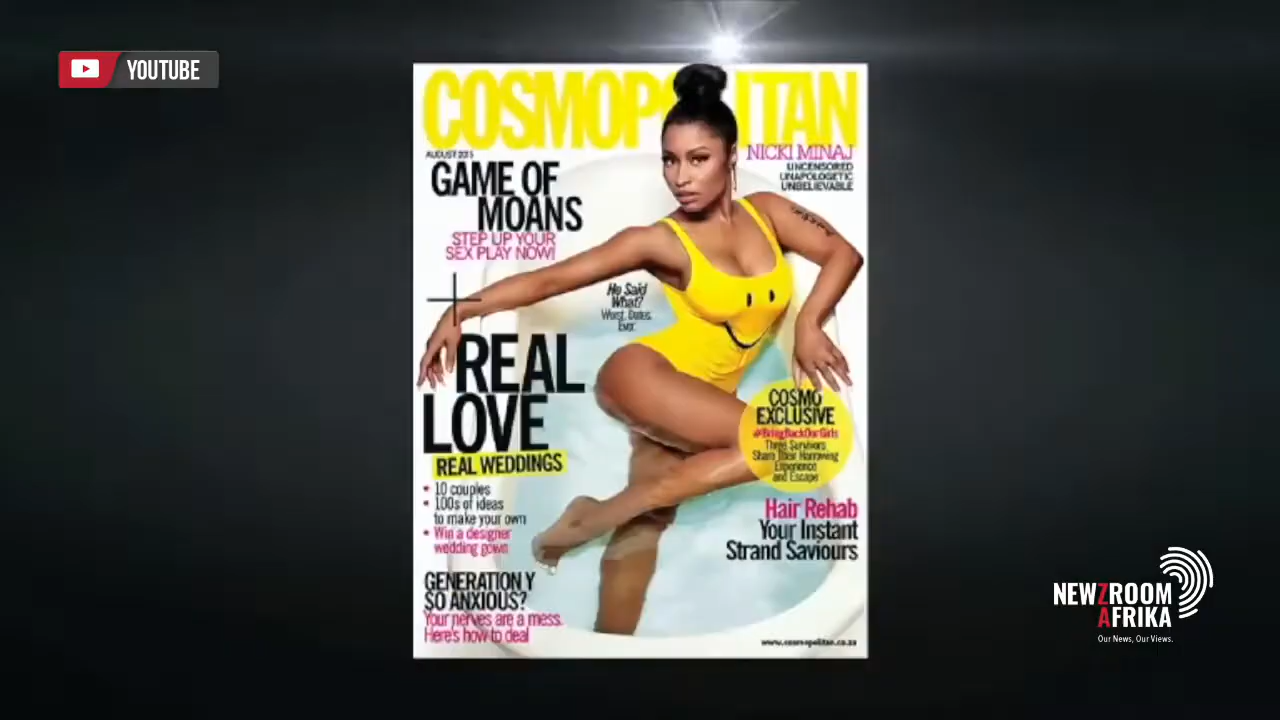 YOUTUBE
COSMOPOLITAN
AUGUST 2015
NICKI MINAJ
UNCENSORED
UNAPOLOGETIC
UNBELIEVABLE
GAME OF
MOANS
STEP UP YOUR
SEX PLAY NOW!
He Said
What?
Worst. Dates.
Ever.
REAL
LOVE
REAL WEDDINGS
• 10 couples
• 100s of ideas
to make your own
• Win a designer
wedding gown
COSMO
EXCLUSIVE
#BringBackOurGirls
Three Survivors
Share Their Harrowing
Experience
and Escape
Hair Rehab
Your Instant
Strand Saviours
GENERATION Y
SO ANXIOUS?
Your nerves are a mess.
Here's how to deal
www.cosmopolitan.co.za
NEWZROOM
AFRIKA
Our News, Our Views.